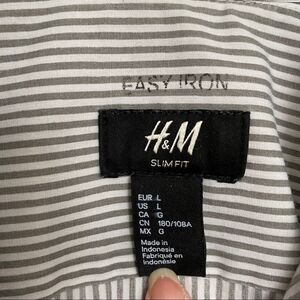 EASY IRON
H&M
SLIM FIT
EUR L
US L
CA G
CN 180/108A
MX G
Made in
Indonesia
Fabriqué en
Indonésie